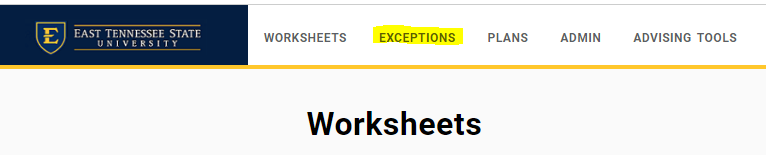 EAST TENNESSEE STATE
UNIVERSITY
WORKSHEETS EXCEPTIONS PLANS ADMIN ADVISING TOOLS
Worksheets